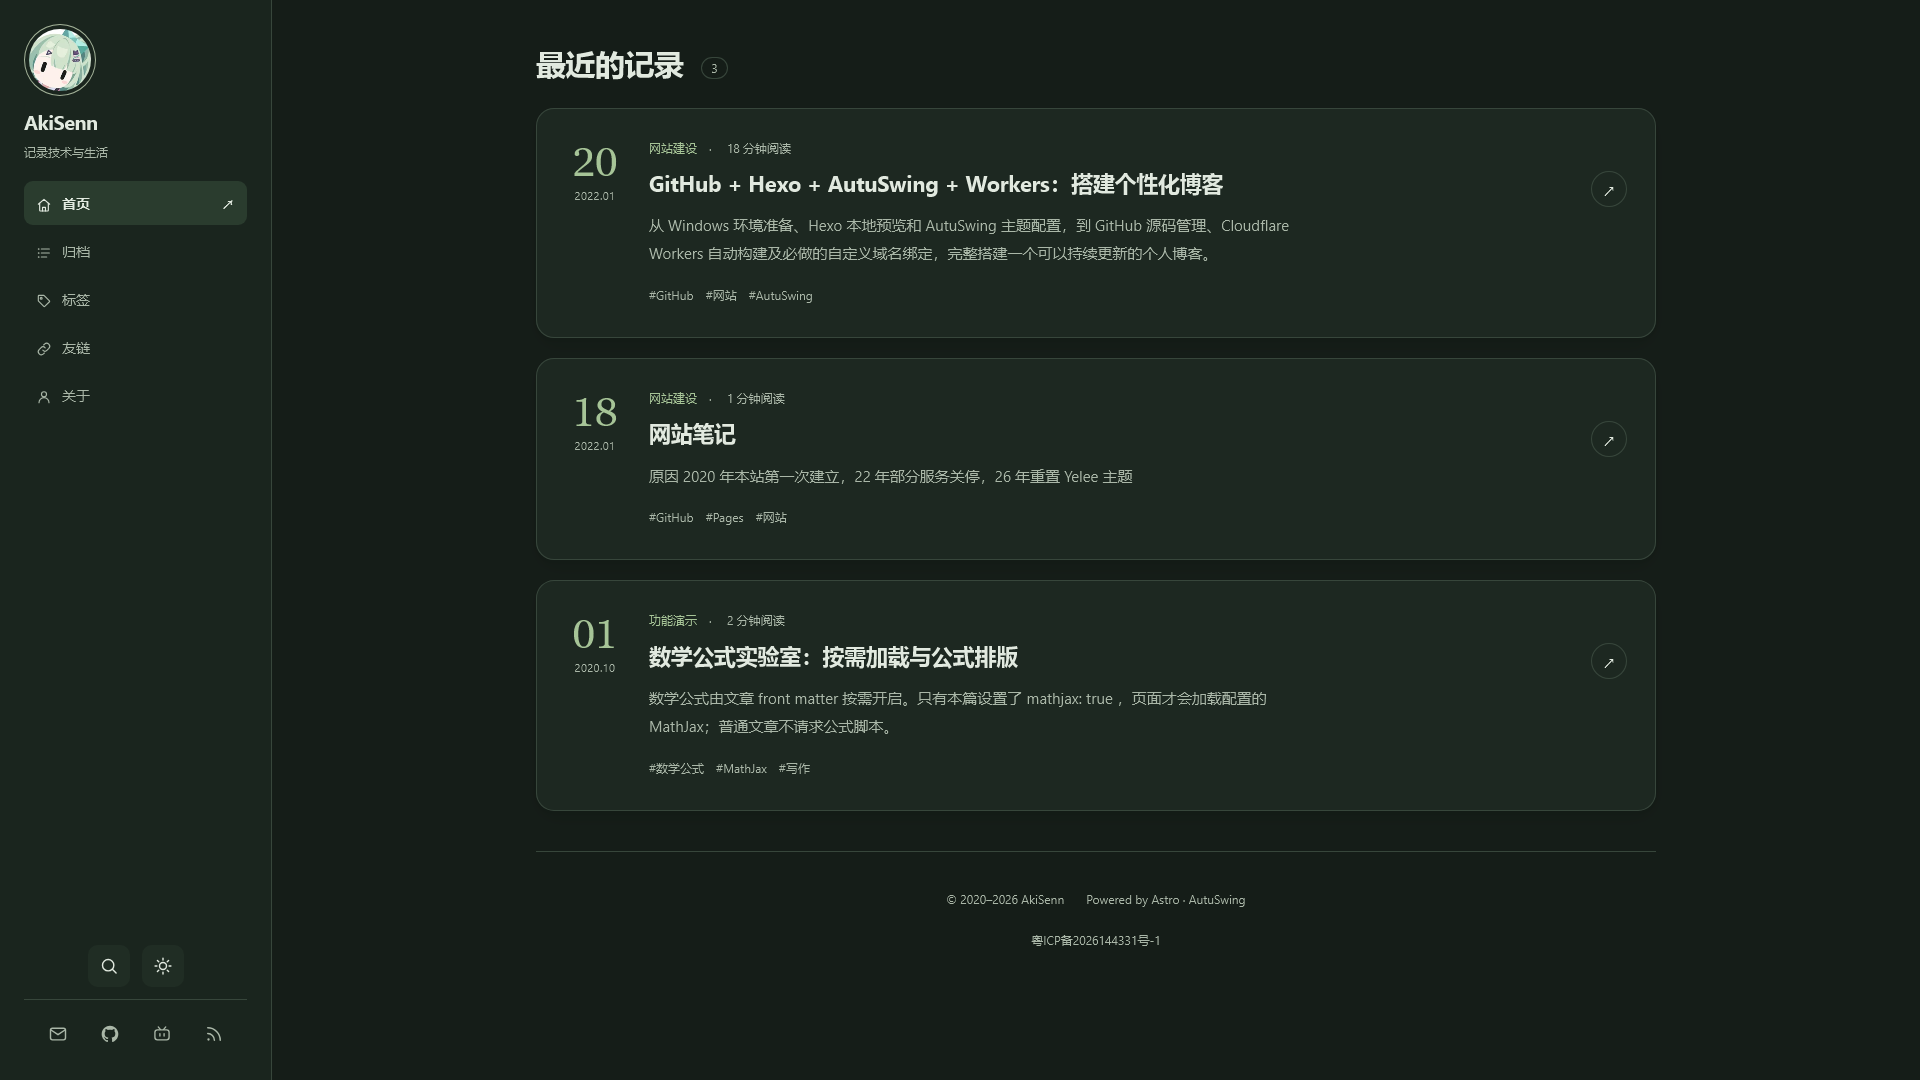 AkiSenn
记录技术与生活
首页
归档
标签
友链
关于
最近的记录 3
20
2022.01
网站建设 · 18 分钟阅读
GitHub + Hexo + AutuSwing + Workers：搭建个性化博客
从 Windows 环境准备、Hexo 本地预览和 AutuSwing 主题配置，到 GitHub 源码管理、Cloudflare
Workers 自动构建及必做的自定义域名绑定，完整搭建一个可以持续更新的个人博客。
#GitHub #网站 #AutuSwing
18
2022.01
网站建设 · 1 分钟阅读
网站笔记
原因 2020 年本站第一次建立，22 年部分服务关停，26 年重置 Yelee 主题
#GitHub #Pages #网站
01
2020.10
功能演示 · 2 分钟阅读
数学公式实验室：按需加载与公式排版
数学公式由文章 front matter 按需开启。只有本篇设置了 mathjax: true ，页面才会加载配置的
MathJax；普通文章不请求公式脚本。
#数学公式 #MathJax #写作
© 2020–2026 AkiSenn Powered by Astro · AutuSwing
粤ICP备2026144331号-1